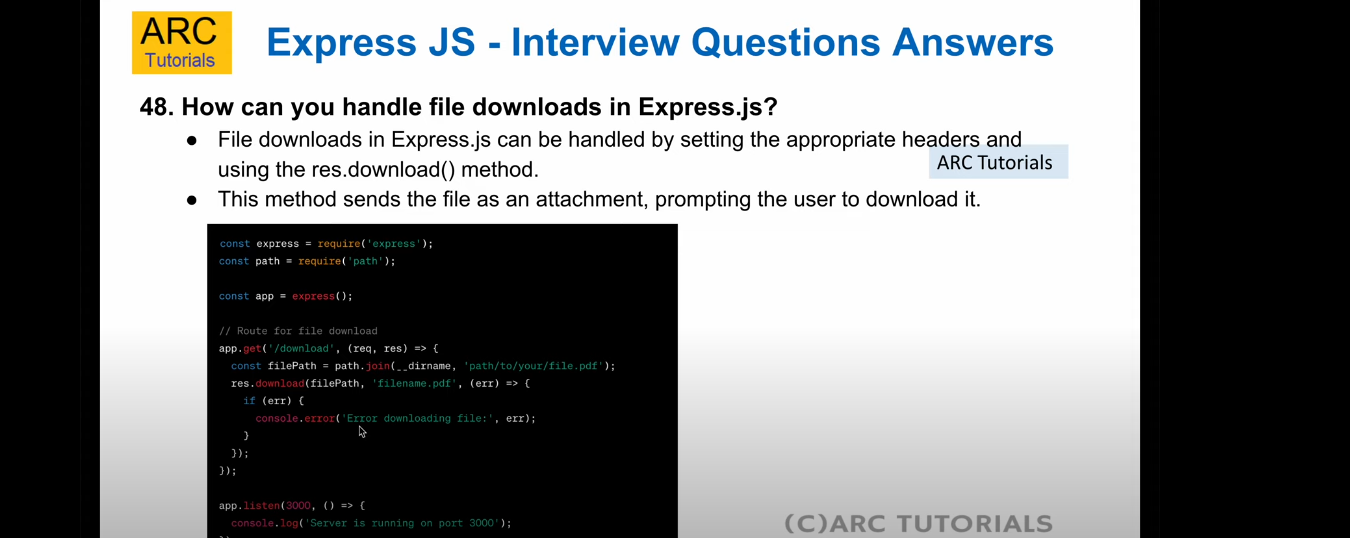 ARC
Tutorials
Express JS - Interview Questions Answers
48. How can you handle file downloads in Express.js?
● File downloads in Express.js can be handled by setting the appropriate headers and
using the res.download() method.
ARC Tutorials
● This method sends the file as an attachment, prompting the user to download it.
const express = require('express');
const path = require('path');
const app = express();
// Route for file download
app.get('/download', (req, res) => {
const filePath = path.join(__dirname, 'path/to/your/file.pdf');
res.download(filePath, 'filename.pdf', (err) => {
if (err) {
console.error('Error downloading file:', err);
}
});
});
app.listen(3000, () => {
console.log('Server is running on port 3000');
(C)ARC TUTORIALS